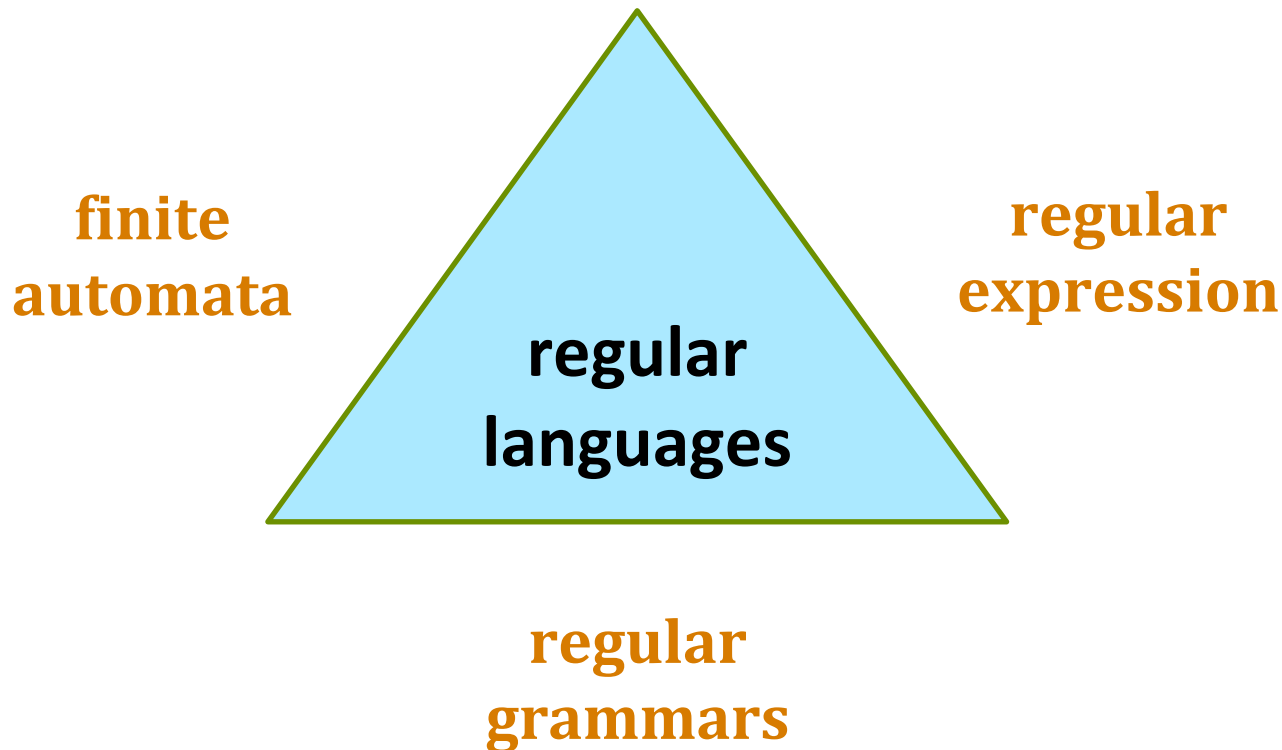 finite
automata
regular
expression
regular
languages
regular
grammars